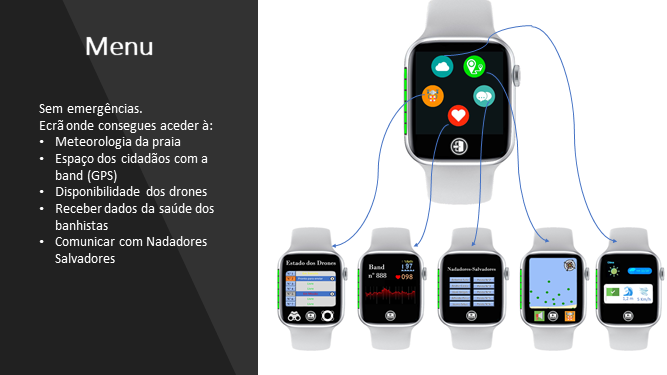 Menu
Sem emergências.
Ecrã onde consegues aceder à:
• Meteorologia da praia
• Espaço dos cidadãos com a
band (GPS)
• Disponibilidade dos drones
• Receber dados da saúde dos
banhistas
• Comunicar com Nadadores
Salvadores
Estado dos Drones
Band
nº 888
97
098
Nadadores-Salvadores